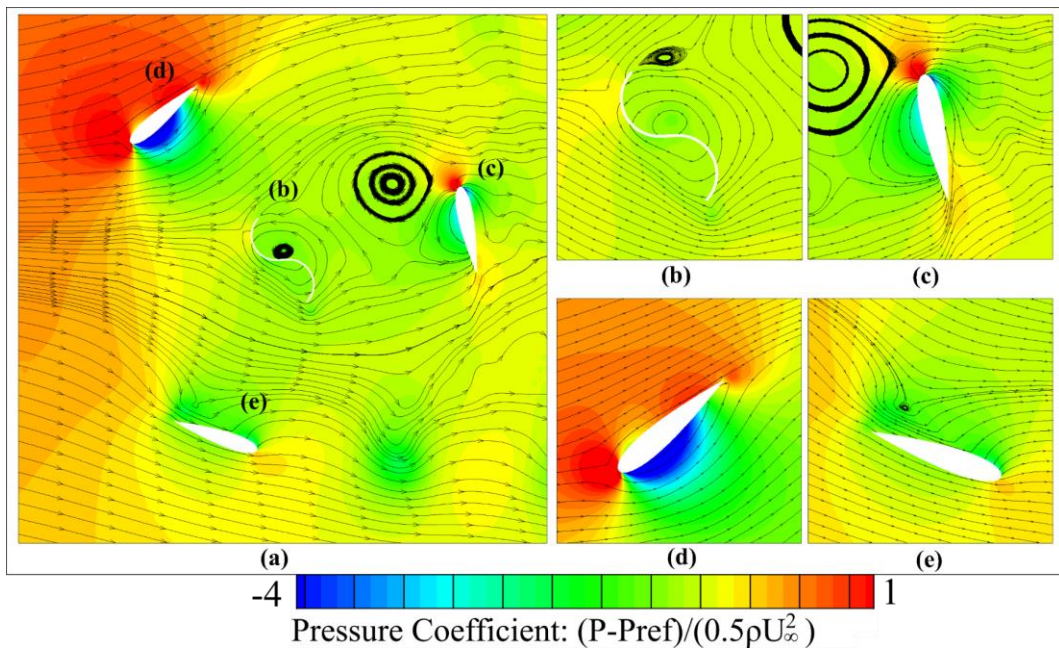 (d)
(b)
(c)
(e)
(a)
(b)
(c)
(d)
(e)
-4
1
Pressure Coefficient: (P-Pref)/(0.5ρU∞²)